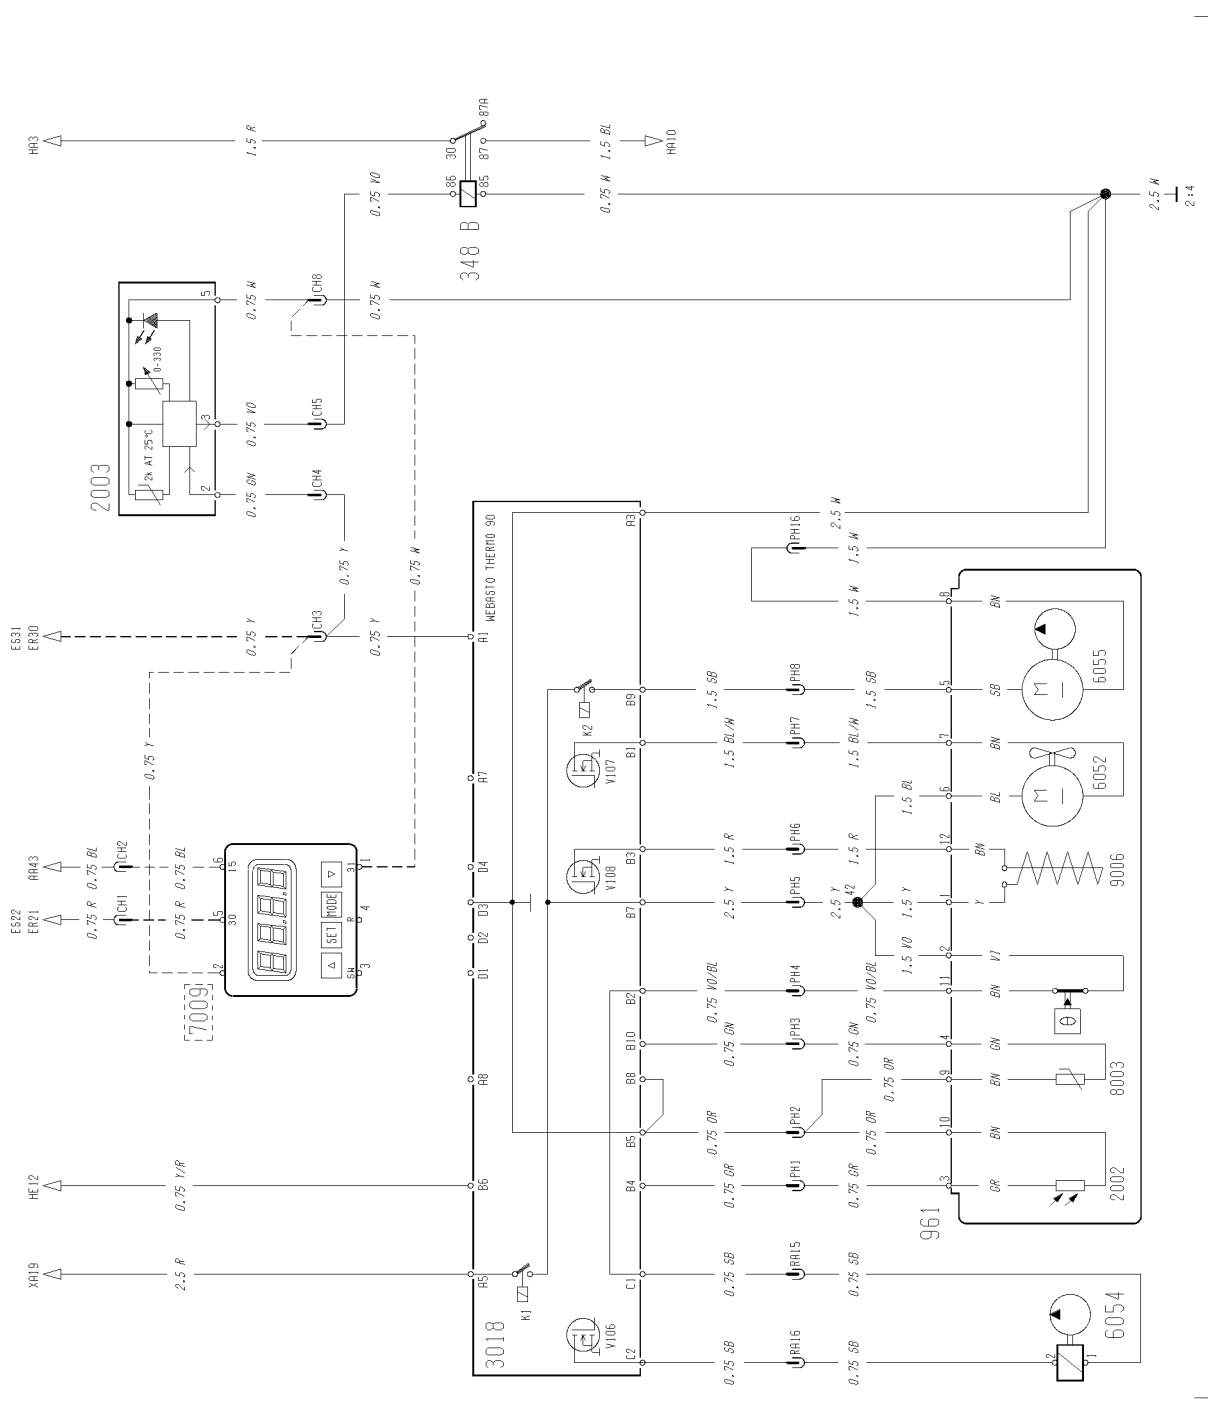 HA3
1.5 R
30
87A
87
1.5 BL
HA10
0.75 VO
86
85
0.75 W
348 B
2.5 W
2:4
2003
5
0-330
3
2k AT 25°C
2
0.75 W
CH8
0.75 W
0.75 VO
CH5
0.75 GN
CH4
0.75 Y
0.75 W
ES31
ER30
0.75 Y
CH3
0.75 Y
A1
WEBASTO THERMO 90
A3
2.5 W
PH16
1.5 W
1.5 W
8
BN
0.75 Y
K2
B9
1.5 SB
PH8
1.5 SB
5
SB
M
6055
A7
V107
B1
1.5 BL/W
PH7
1.5 BL/W
7
BN
6
BL
1.5 BL
M
6052
AA43
0.75 BL
CH2
0.75 BL
6
15
31
1
D4
V108
B3
1.5 R
PH6
1.5 R
12
BN
9006
ES22
ER21
0.75 R
CH1
0.75 R
5
30
MODE
SET
R
4
D3
B7
2.5 Y
PH5
2.5 Y
42
1.5 Y
1
Y
2
SW
3
7009
D2
D1
1.5 VO
2
VI
B2
0.75 VO/BL
PH4
0.75 VO/BL
11
BN
θ
B10
0.75 GN
PH3
0.75 GN
4
GN
A8
B8
0.75 OR
9
BN
8003
B5
0.75 OR
PH2
0.75 OR
10
BN
HE12
0.75 Y/R
B6
B4
0.75 GR
PH1
0.75 GR
3
GR
2002
961
XA19
2.5 R
A5
K1
C1
0.75 SB
RA15
0.75 SB
3018
V106
C2
0.75 SB
RA16
0.75 SB
2
1
6054